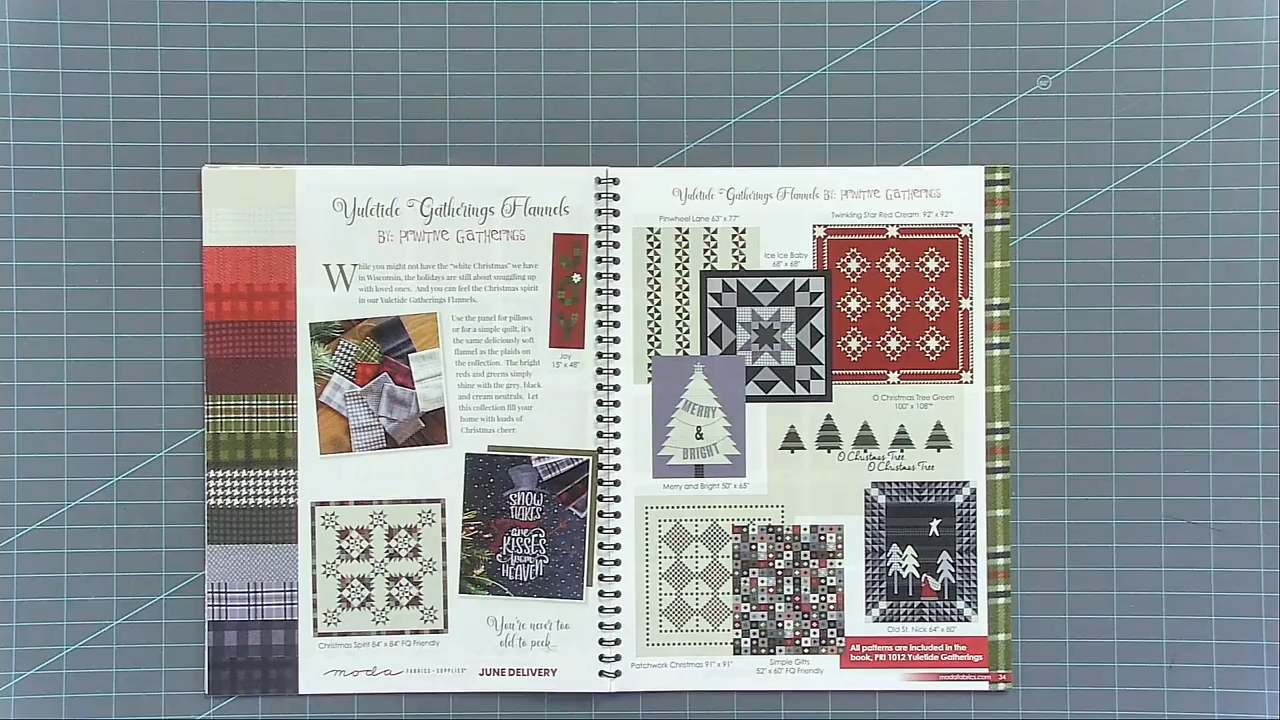 Yuletide Gatherings Flannels
BY: PRIMITIVE GATHERINGS
While you might not have the "white Christmas" we have
in Wisconsin, the holidays are still about snuggling up
with loved ones. And you can feel the Christmas spirit
in our Yuletide Gatherings Flannels.
Use the panel for pillows
or for a simple quilt, it's
the same deliciously soft
flannel as the plaids on
the collection. The bright
reds and greens simply
shine with the grey, black
and cream neutrals. Let
this collection fill your
home with loads of
Christmas cheer.
JOY
Joy
15" x 48"
SNOW
FLAKES
are
KISSES
from
HEAVEN
Christmas Spirit 84" x 84" FQ Friendly
You're never too
old to peek...
moda FABRICS + SUPPLIES
JUNE DELIVERY
Yuletide Gatherings Flannels BY: PRIMITIVE GATHERINGS
Pinwheel Lane 63" x 77"
Twinkling Star Red Cream 92" x 92"*
Ice Ice Baby
68" x 68"
O Christmas Tree Green
100" x 108"*
MERRY
&
BRIGHT
Merry and Bright 50" x 65"
O Christmas Tree
O Christmas Tree
Old St. Nick 64" x 80"
Patchwork Christmas 91" x 91"
Simple Gifts
52" x 60" FQ Friendly
All patterns are included in the
book, PRI 1012 Yuletide Gatherings
modafabrics.com 34